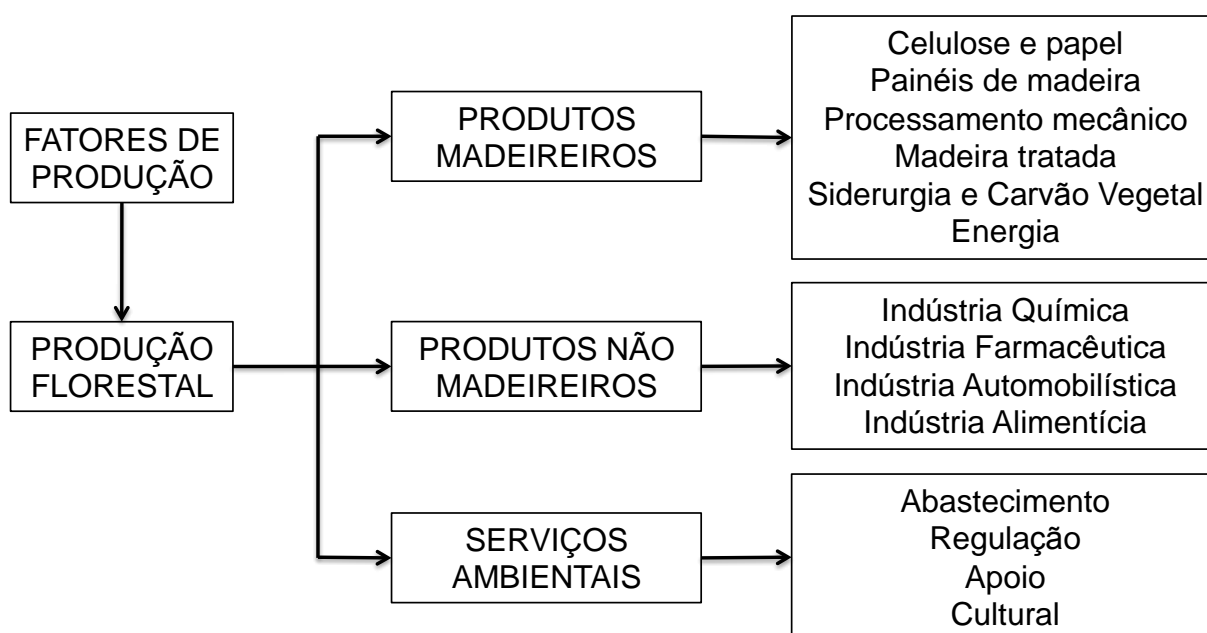 FATORES DE
PRODUÇÃO
PRODUÇÃO
FLORESTAL
PRODUTOS
MADEIREIROS
Celulose e papel
Painéis de madeira
Processamento mecânico
Madeira tratada
Siderurgia e Carvão Vegetal
Energia
PRODUTOS NÃO
MADEIREIROS
Indústria Química
Indústria Farmacêutica
Indústria Automobilística
Indústria Alimentícia
SERVIÇOS
AMBIENTAIS
Abastecimento
Regulação
Apoio
Cultural